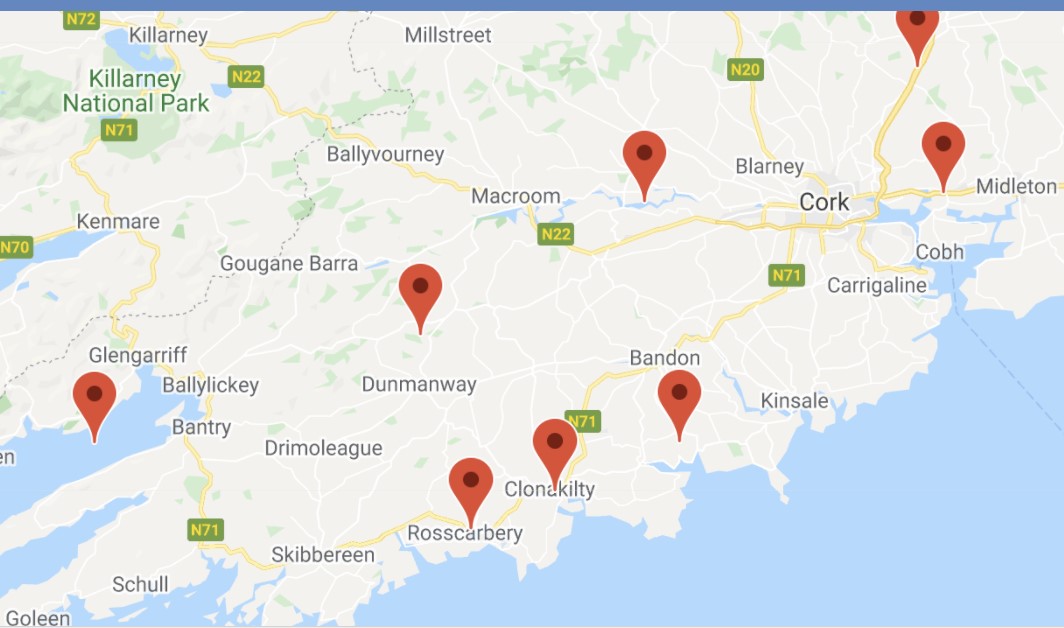 N72
Killarney
Millstreet
N20
N22
Killarney
National Park
N71
Ballyvourney
Blarney
Macroom
Cork
Midleton
Kenmare
N22
N70
Gougane Barra
Cobh
N71
Carrigaline
Glengarriff
Bandon
Ballylickey
Dunmanway
Kinsale
N71
Bantry
Drimoleague
en
Clonakilty
N71
Rosscarbery
Skibbereen
Schull
Goleen